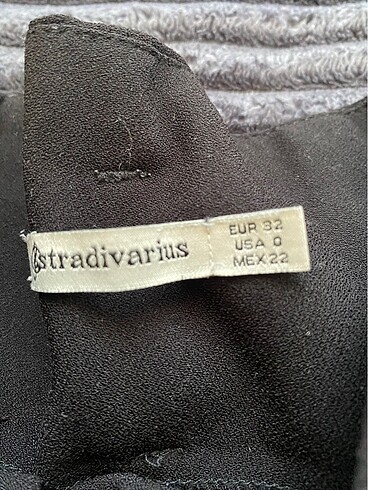 stradivarius
EUR 32
USA 0
MEX 22